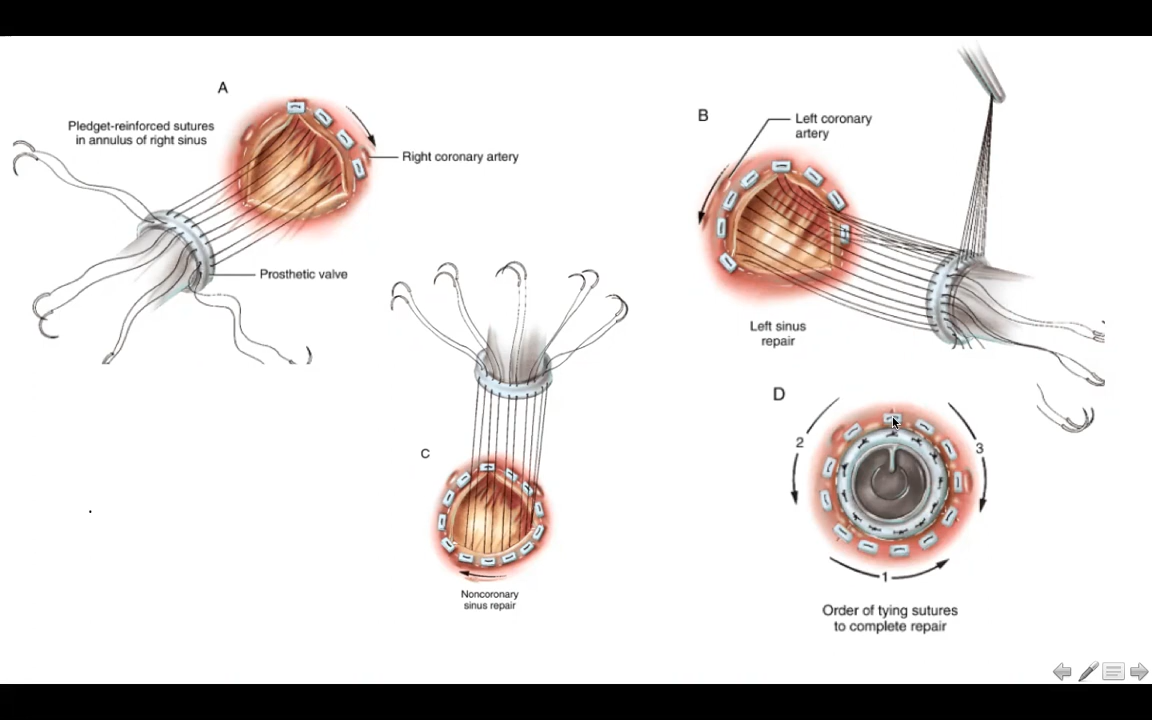 A
Pledget-reinforced sutures
in annulus of right sinus
Right coronary artery
Prosthetic valve
B
Left coronary
artery
Left sinus
repair
C
Noncoronary
sinus repair
D
2
3
1
Order of tying sutures
to complete repair